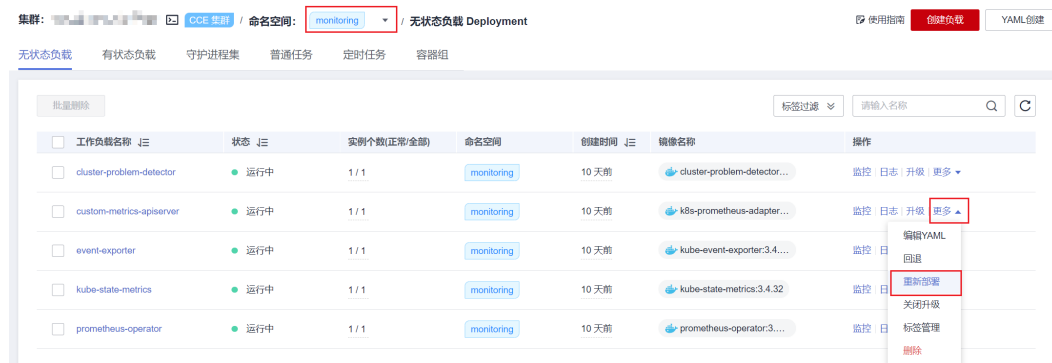 集群： CCE 集群 / 命名空间： monitoring / 无状态负载 Deployment 使用指南 创建负载 YAML创建
无状态负载 有状态负载 守护进程集 普通任务 定时任务 容器组
批量删除 标签过滤 请输入名称
工作负载名称 状态 实例个数(正常/全部) 命名空间 创建时间 镜像名称 操作
cluster-problem-detector 运行中 1 / 1 monitoring 10 天前 cluster-problem-detector... 监控 日志 升级 更多
custom-metrics-apiserver 运行中 1 / 1 monitoring 10 天前 k8s-prometheus-adapter... 监控 日志 升级 更多
编辑YAML
event-exporter 运行中 1 / 1 monitoring 10 天前 kube-event-exporter:3.4.... 监控 日
回退
重新部署
kube-state-metrics 运行中 1 / 1 monitoring 10 天前 kube-state-metrics:3.4.32 监控 日
关闭升级
标签管理
prometheus-operator 运行中 1 / 1 monitoring 10 天前 prometheus-operator:3.... 监控 日
删除